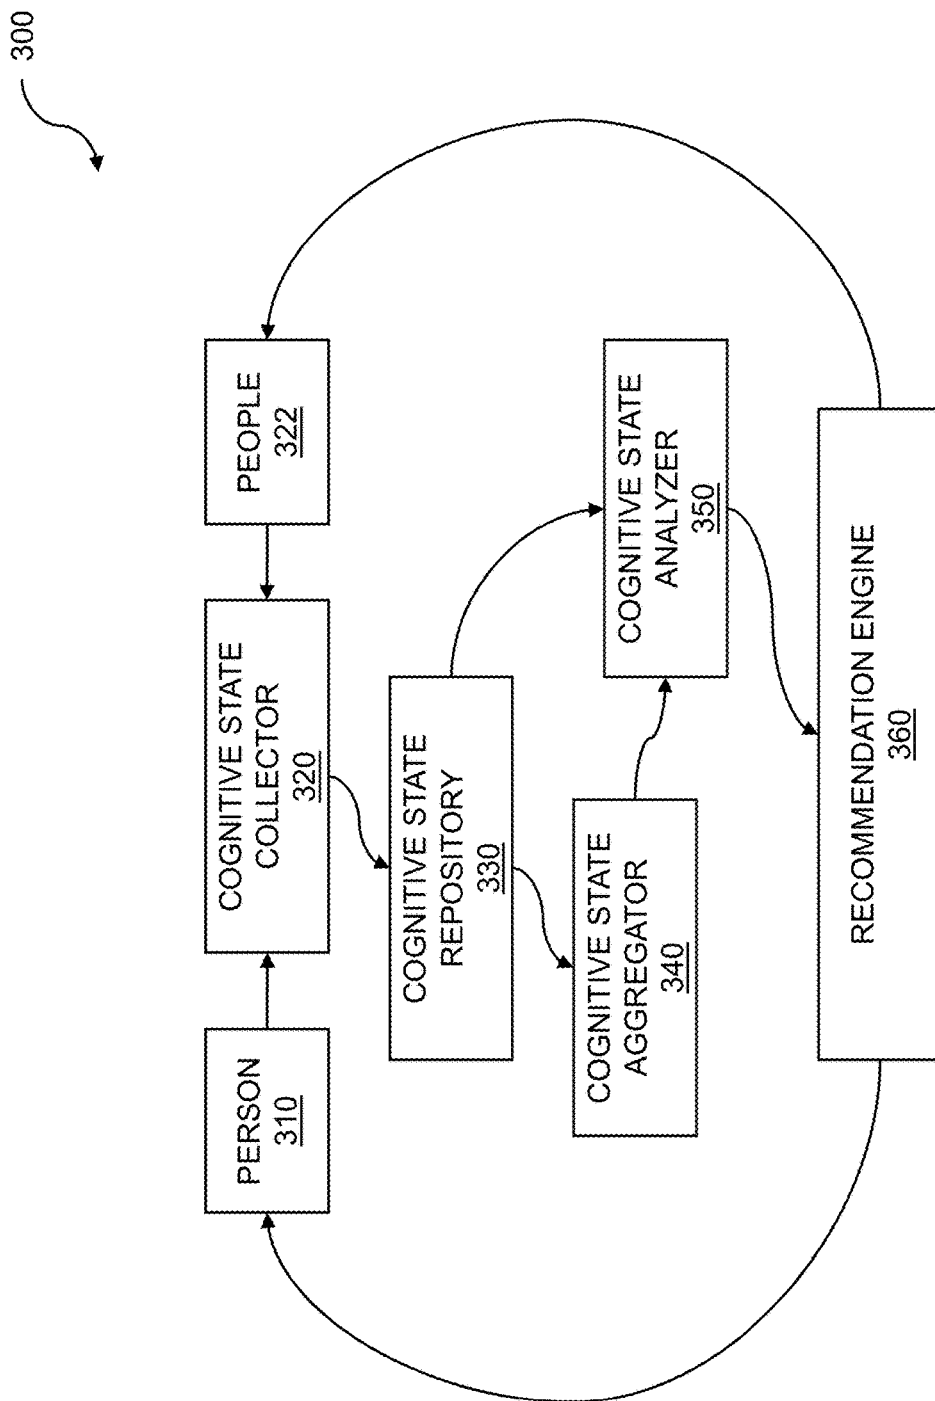 300
PERSON
310
COGNITIVE STATE
COLLECTOR
320
PEOPLE
322
COGNITIVE STATE
REPOSITORY
330
COGNITIVE STATE
AGGREGATOR
340
COGNITIVE STATE
ANALYZER
350
RECOMMENDATION ENGINE
360